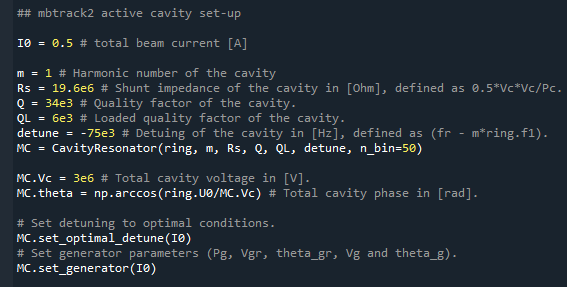 ## mbtrack2 active cavity set-up
I0 = 0.5 # total beam current [A]
m = 1 # Harmonic number of the cavity
Rs = 19.6e6 # Shunt impedance of the cavity in [Ohm], defined as 0.5*Vc*Vc/Pc.
Q = 34e3 # Quality factor of the cavity.
QL = 6e3 # Loaded quality factor of the cavity.
detune = -75e3 # Detuing of the cavity in [Hz], defined as (fr - m*ring.f1).
MC = CavityResonator(ring, m, Rs, Q, QL, detune, n_bin=50)
MC.Vc = 3e6 # Total cavity voltage in [V].
MC.theta = np.arccos(ring.U0/MC.Vc) # Total cavity phase in [rad].
# Set detuning to optimal conditions.
MC.set_optimal_detune(I0)
# Set generator parameters (Pg, Vgr, theta_gr, Vg and theta_g).
MC.set_generator(I0)